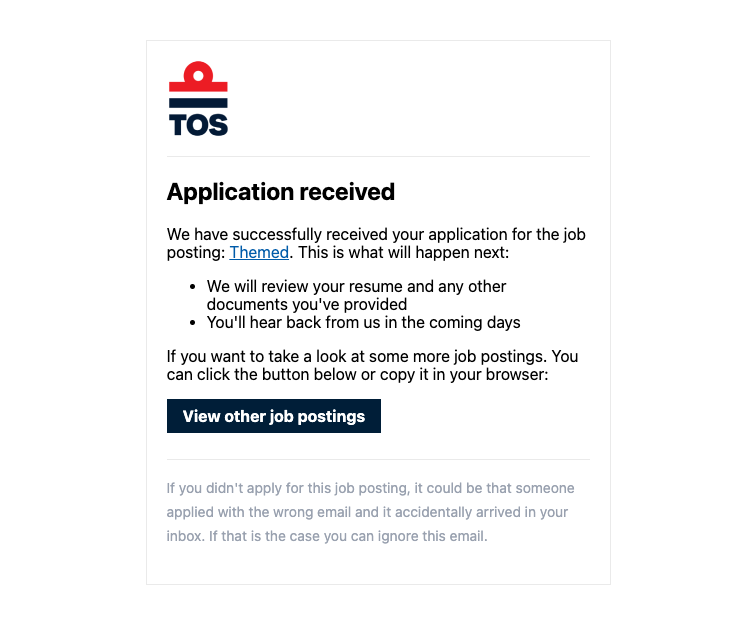 TOS
Application received
We have successfully received your application for the job
posting: Themed. This is what will happen next:
• We will review your resume and any other
documents you've provided
• You'll hear back from us in the coming days
If you want to take a look at some more job postings. You
can click the button below or copy it in your browser:
View other job postings
If you didn't apply for this job posting, it could be that someone
applied with the wrong email and it accidentally arrived in your
inbox. If that is the case you can ignore this email.